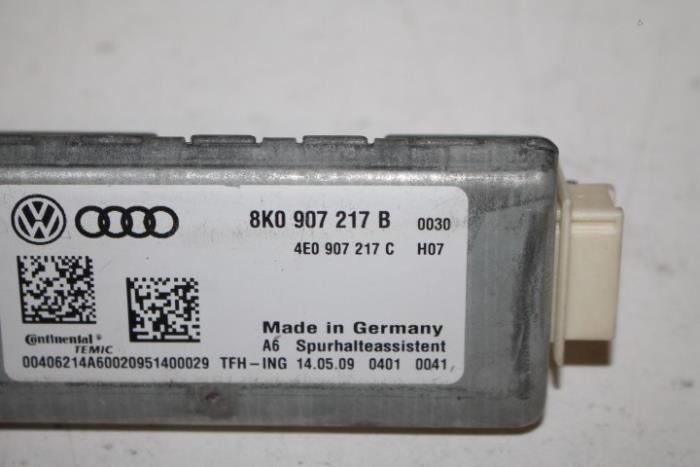 8K0 907 217 B 0030
4E0 907 217 C H07
Made in Germany
Continental®
TEMIC
A6 Spurhalteassistent
00406214A60020951400029 TFH-ING 14.05.09 0401 0041